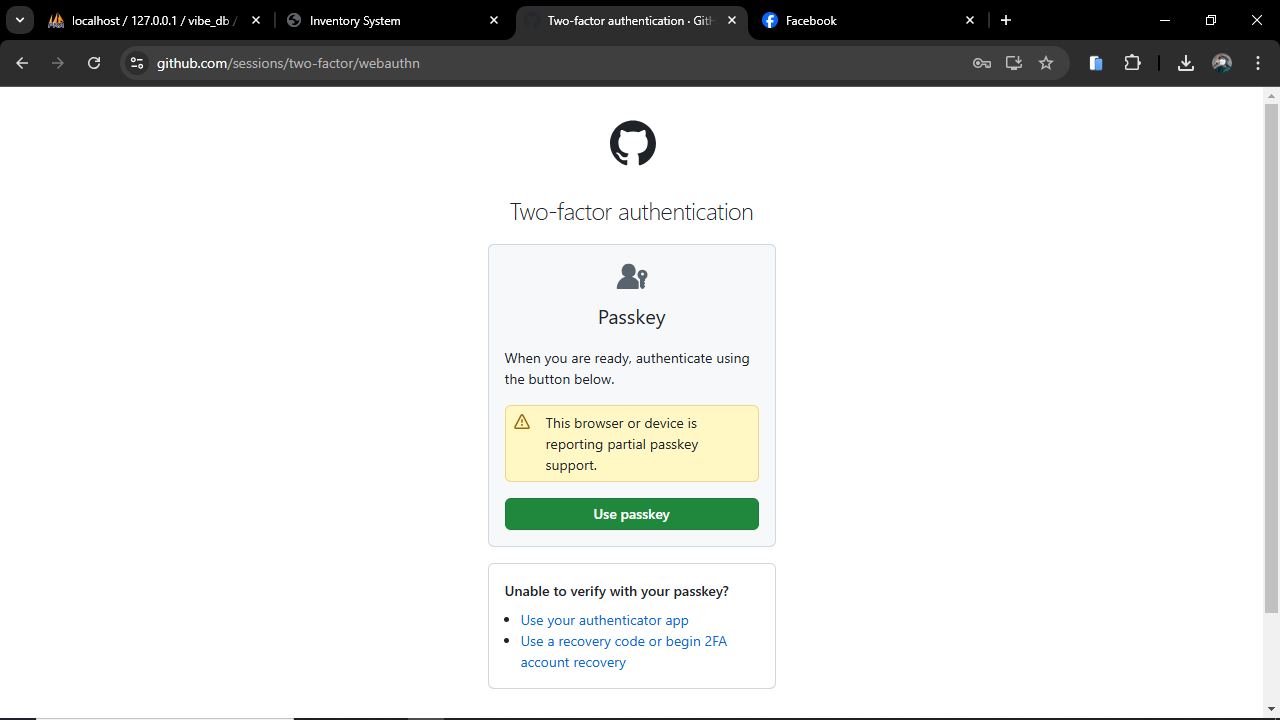 localhost / 127.0.0.1 / vibe_db /
Inventory System
Two-factor authentication · GitH
Facebook
github.com/sessions/two-factor/webauthn
Two-factor authentication
Passkey
When you are ready, authenticate using
the button below.
This browser or device is
reporting partial passkey
support.
Use passkey
Unable to verify with your passkey?
Use your authenticator app
Use a recovery code or begin 2FA
account recovery